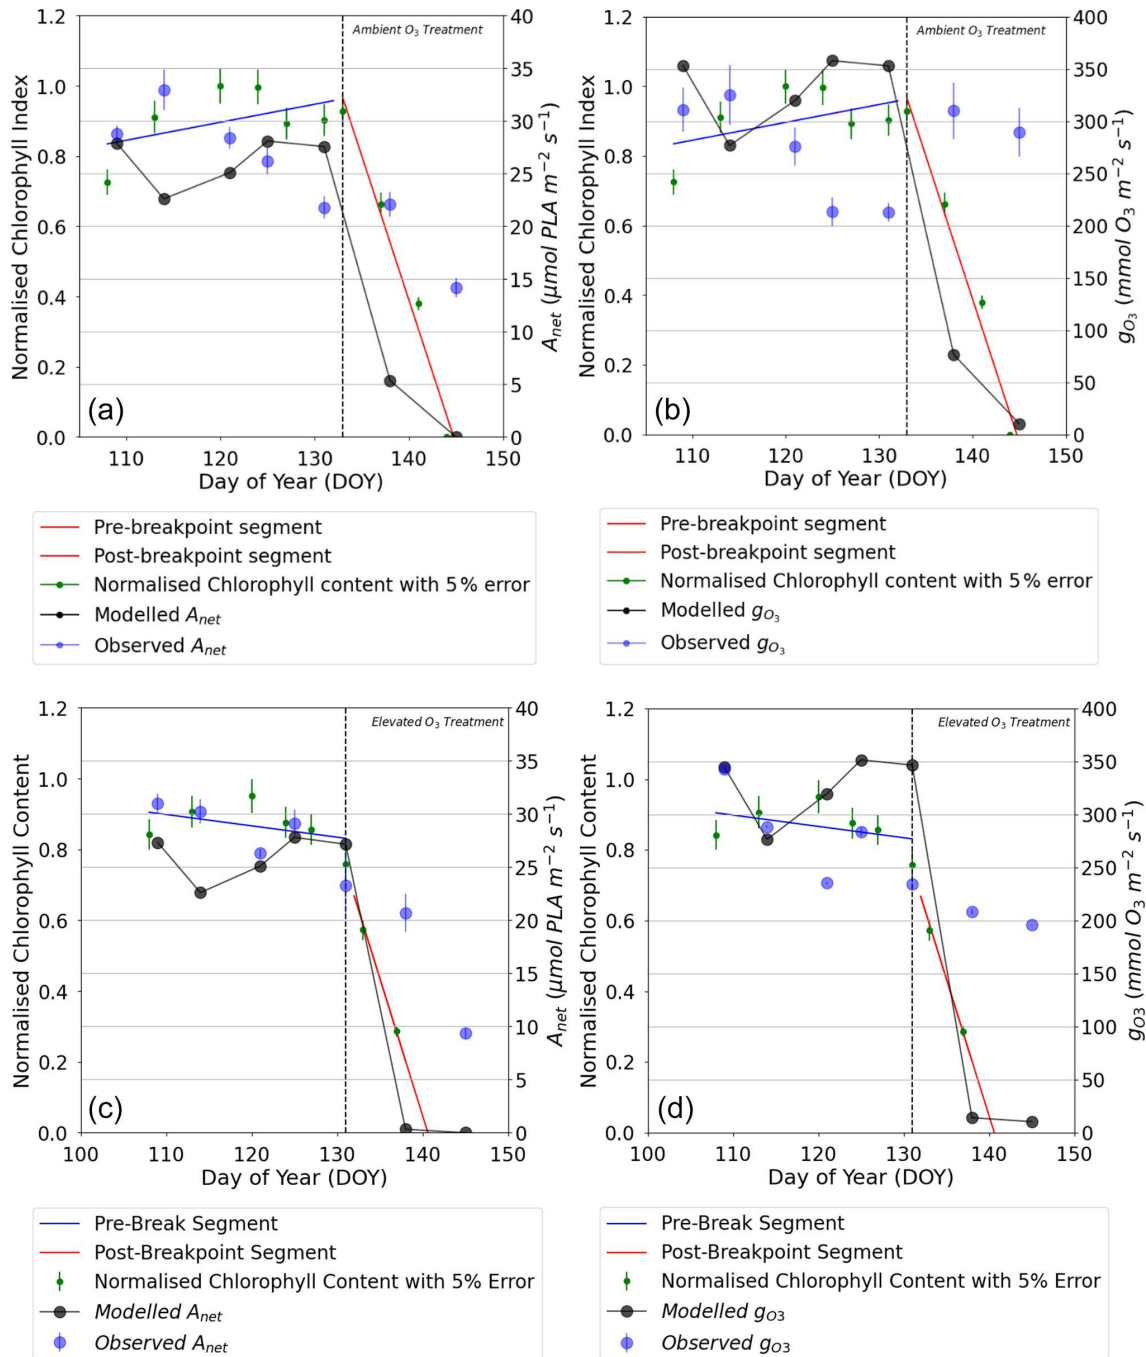 Ambient O3 Treatment
Normalised Chlorophyll Index
1.2
1.0
0.8
0.6
0.4
0.2
0.0
40
35
30
25
20
15
10
5
0
A_net (μmol PLA m−2 s−1)
(a)
110 120 130 140 150
Day of Year (DOY)
Pre-breakpoint segment
Post-breakpoint segment
Normalised Chlorophyll content with 5% error
Modelled A_net
Observed A_net
Ambient O3 Treatment
Normalised Chlorophyll Index
1.2
1.0
0.8
0.6
0.4
0.2
0.0
400
350
300
250
200
150
100
50
0
g_O3 (mmol O3 m−2 s−1)
(b)
110 120 130 140 150
Day of Year (DOY)
Pre-breakpoint segment
Post-breakpoint segment
Normalised Chlorophyll content with 5% error
Modelled g_O3
Observed g_O3
Elevated O3 Treatment
Normalised Chlorophyll Content
1.2
1.0
0.8
0.6
0.4
0.2
0.0
40
35
30
25
20
15
10
5
0
A_net (μmol PLA m−2 s−1)
(c)
100 110 120 130 140 150
Day of Year (DOY)
Pre-Break Segment
Post-Breakpoint Segment
Normalised Chlorophyll Content with 5% Error
Modelled A_net
Observed A_net
Elevated O3 Treatment
Normalised Chlorophyll Content
1.2
1.0
0.8
0.6
0.4
0.2
0.0
400
350
300
250
200
150
100
50
0
g_O3 (mmol O3 m−2 s−1)
(d)
100 110 120 130 140 150
Day of Year (DOY)
Pre-Break Segment
Post-Breakpoint Segment
Normalised Chlorophyll Content with 5% Error
Modelled g_O3
Observed g_O3